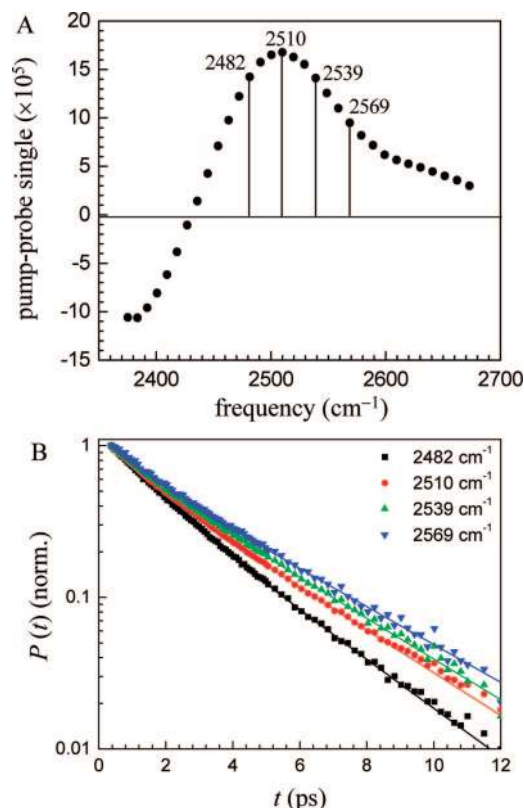 A
pump-probe single (×10⁵)
20
15
10
5
0
-5
-10
-15
2482
2510
2539
2569
2400
2500
2600
2700
frequency (cm⁻¹)
B
P (t) (norm.)
1
0.1
0.01
2482 cm⁻¹
2510 cm⁻¹
2539 cm⁻¹
2569 cm⁻¹
0
2
4
6
8
10
12
t (ps)